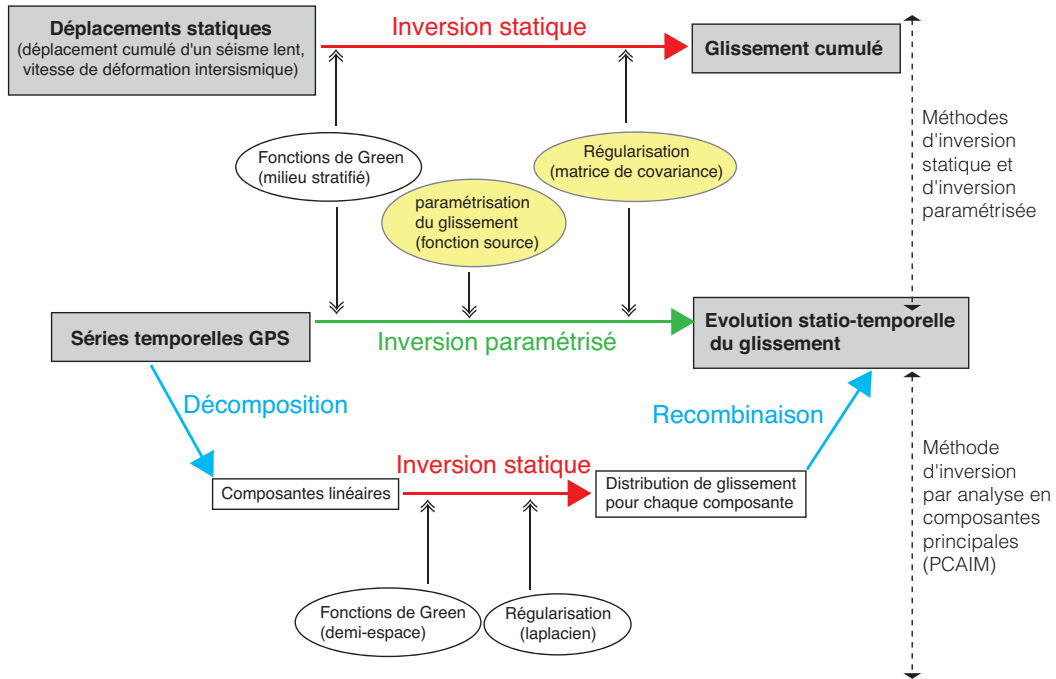 Déplacements statiques
(déplacement cumulé d'un séisme lent,
vitesse de déformation intersismique)
Inversion statique
Glissement cumulé
Fonctions de Green
(milieu stratifié)
paramétrisation
du glissement
(fonction source)
Régularisation
(matrice de covariance)
Méthodes
d'inversion
statique et
d'inversion
paramétrisée
Séries temporelles GPS
Inversion paramétrisé
Evolution statio-temporelle
du glissement
Décomposition
Recombinaison
Composantes linéaires
Inversion statique
Distribution de glissement
pour chaque composante
Fonctions de Green
(demi-espace)
Régularisation
(laplacien)
Méthode
d'inversion
par analyse en
composantes
principales
(PCAIM)